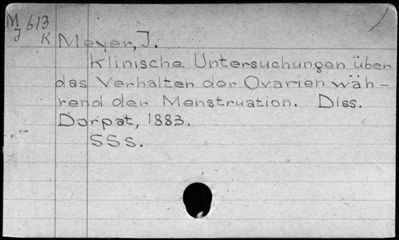 M 613
J K
Meyer, J.
Klinische Untersuchungen über
das Verhalten der Ovarien wäh-
rend der Menstruation. Diss.
Dorpat, 1883.
SSS.